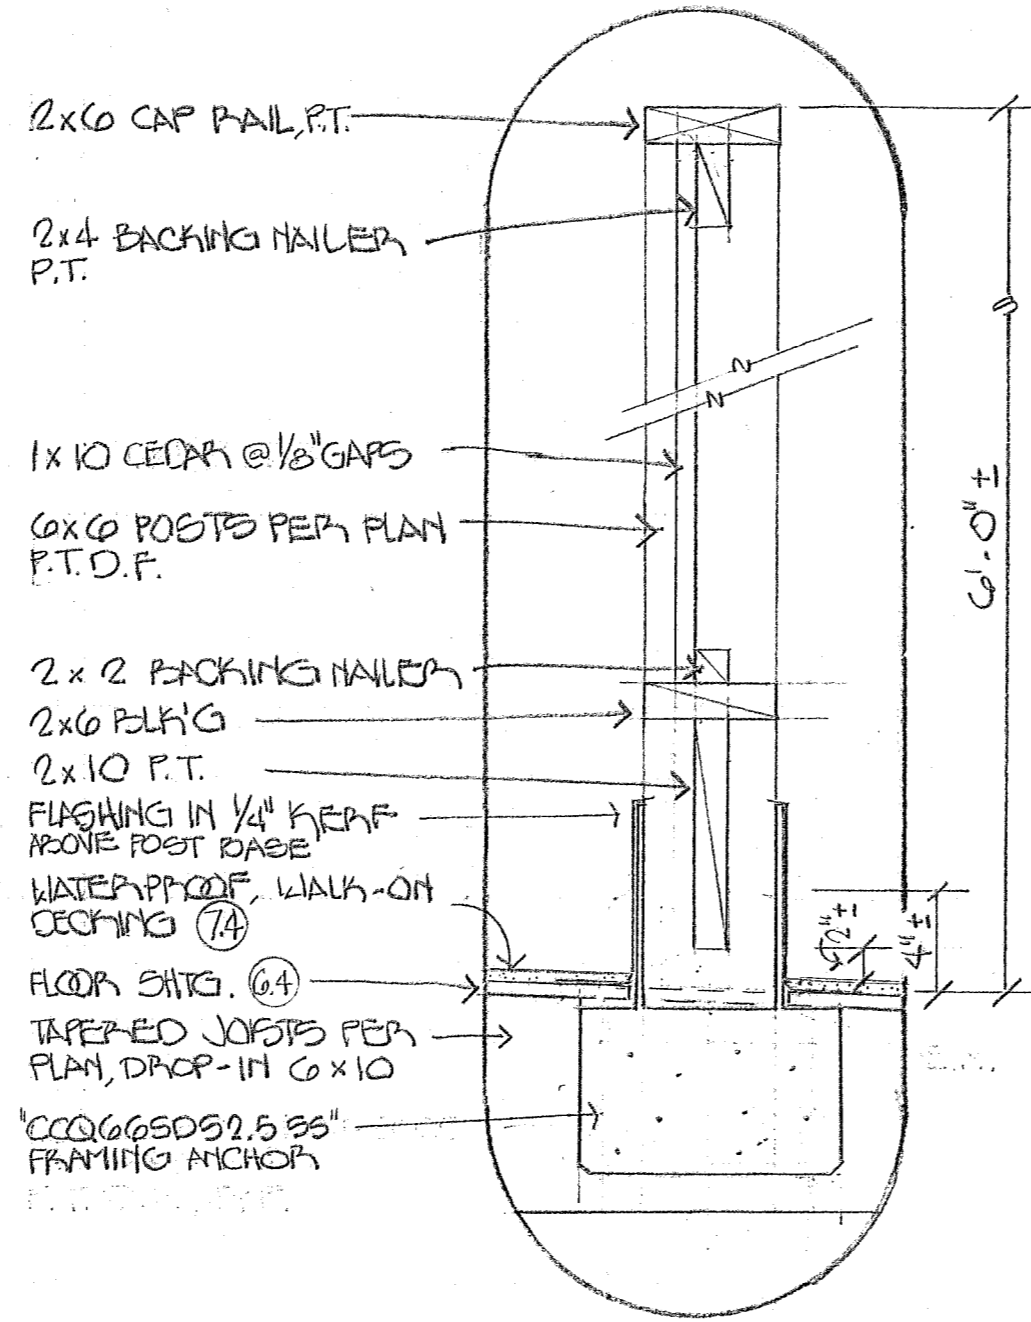 2x6 CAP RAIL, P.T.
2x4 BACKING NAILER
P.T.
1x10 CEDAR @ 1/8" GAPS
6x6 POSTS PER PLAN
P.T. D.F.
2 x 2 BACKING NAILER
2x6 BLK'G
2x10 P.T.
FLASHING IN 1/4" KERF
ABOVE POST BASE
WATERPROOF, WALK-ON
DECKING 7.4
FLOOR SHTG. 6.4
TAPERED JOISTS PER
PLAN, DROP-IN 6x10
"CCQ66SDS2.5 SS"
FRAMING ANCHOR
6'-0" ±
2" ±
4" ±